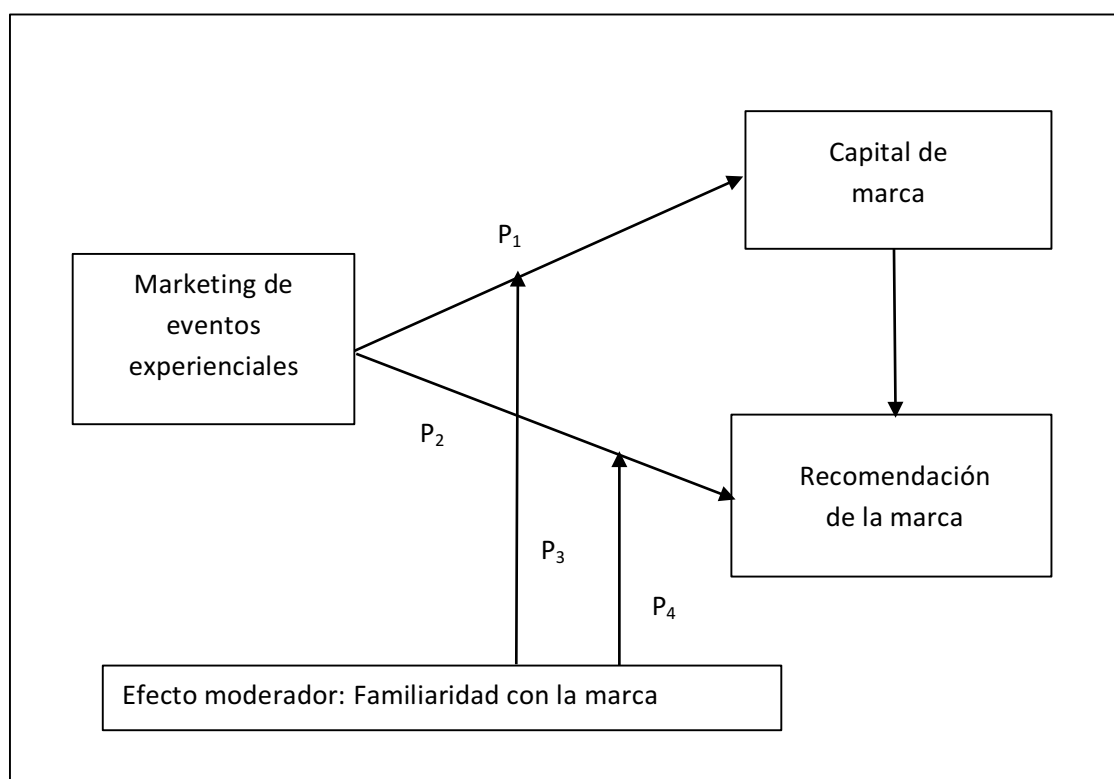 Capital de
marca
P₁
Marketing de
eventos
experienciales
P₂
Recomendación
de la marca
P₃
P₄
Efecto moderador: Familiaridad con la marca